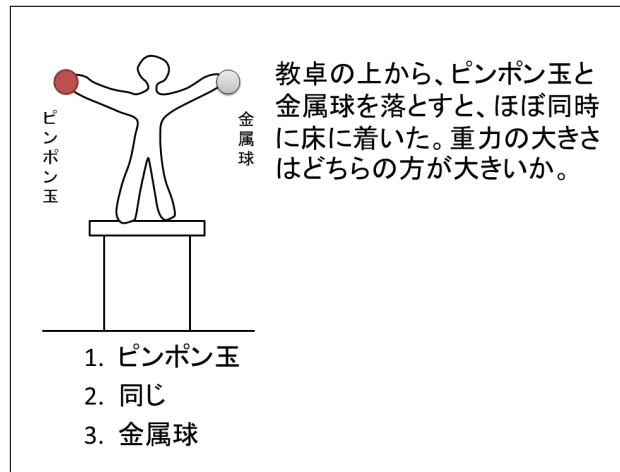 教卓の上から、ピンポン玉と
金属球を落とすと、ほぼ同時
に床に着いた。重力の大きさ
はどちらの方が大きいか。
ピンポン玉
金属球
1. ピンポン玉
2. 同じ
3. 金属球